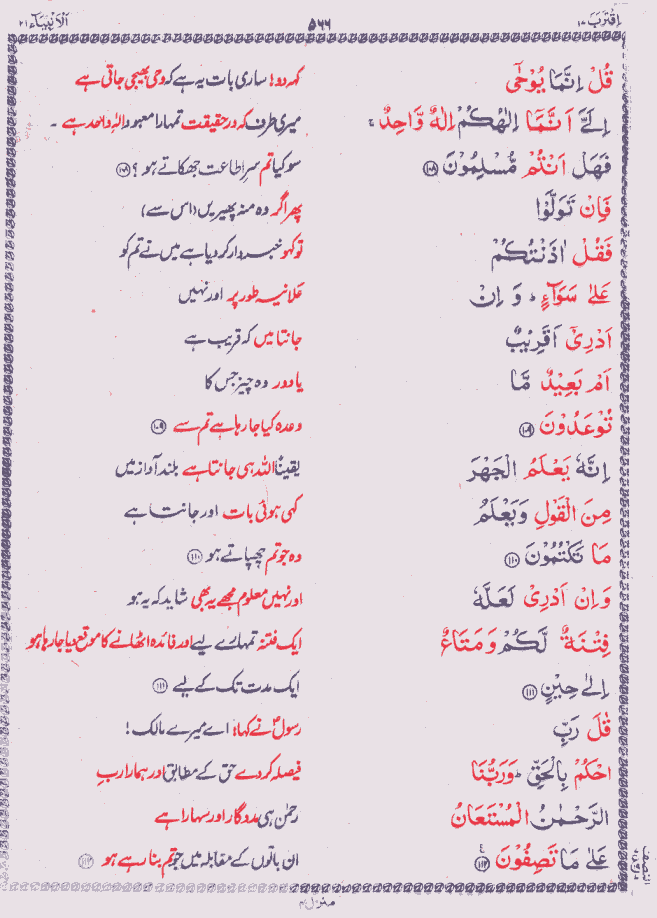 اِقْتَرَبَ ١٧ ٥٦٦ اَلْاَنْبِيَآء ٢١
قُلْ اِنَّمَا يُوْحٰٓى کہہ دو! ساری بات یہ ہے کہ وحی بھیجی جاتی ہے
اِلَيَّ اَنَّمَآ اِلٰهُكُمْ اِلٰهٌ وَّاحِدٌ ۚ میری طرف کہ درحقیقت تمہارا معبود الٰہِ واحد ہے ۔
فَهَلْ اَنْتُمْ مُّسْلِمُوْنَ ﴿١٠٨﴾ سو کیا تم سرِ اطاعت جھکاتے ہو ؟ ﴿١٠٨﴾
فَاِنْ تَوَلَّوْا پھر اگر وہ منہ پھیریں (اس سے)
فَقُلْ اٰذَنْتُكُمْ تو کہو خبردار کر دیا ہے میں نے تم کو
عَلٰى سَوَآءٍ ؕ وَ اِنْ علانیہ طور پر اور نہیں
اَدْرِيْٓ اَقَرِيْبٌ جانتا میں کہ قریب ہے
اَمْ بَعِيْدٌ مَّا یا دور وہ چیز جس کا
تُوْعَدُوْنَ ﴿١٠٩﴾ وعدہ کیا جا رہا ہے تم سے ﴿١٠٩﴾
اِنَّهٗ يَعْلَمُ الْجَهْرَ یقیناً اللہ ہی جانتا ہے بلند آواز میں
مِنَ الْقَوْلِ وَيَعْلَمُ کہی ہوئی بات اور جانتا ہے
مَا تَكْتُمُوْنَ ﴿١١٠﴾ وہ جو تم چھپاتے ہو ﴿١١٠﴾
وَاِنْ اَدْرِيْ لَعَلَّهٗ اور نہیں معلوم مجھے یہ بھی شاید کہ یہ ہو
فِتْنَةٌ لَّكُمْ وَمَتَاعٌ ایک فتنہ تمہارے لیے اور فائدہ اٹھانے کا موقع دیا جا رہا ہو
اِلٰى حِيْنٍ ﴿١١١﴾ ایک مدت تک کے لیے ﴿١١١﴾
قٰلَ رَبِّ رسولؐ نے کہا: اے میرے مالک !
احْكُمْ بِالْحَقِّ ؕ وَرَبُّنَا فیصلہ کر دے حق کے مطابق اور ہمارا رب
الرَّحْمٰنُ الْمُسْتَعَانُ رحمٰن ہی مددگار اور سہارا ہے
عَلٰى مَا تَصِفُوْنَ ﴿١١٢﴾ ان باتوں کے مقابلہ میں جو تم بنا رہے ہو ﴿١١٢﴾
منزل ۴